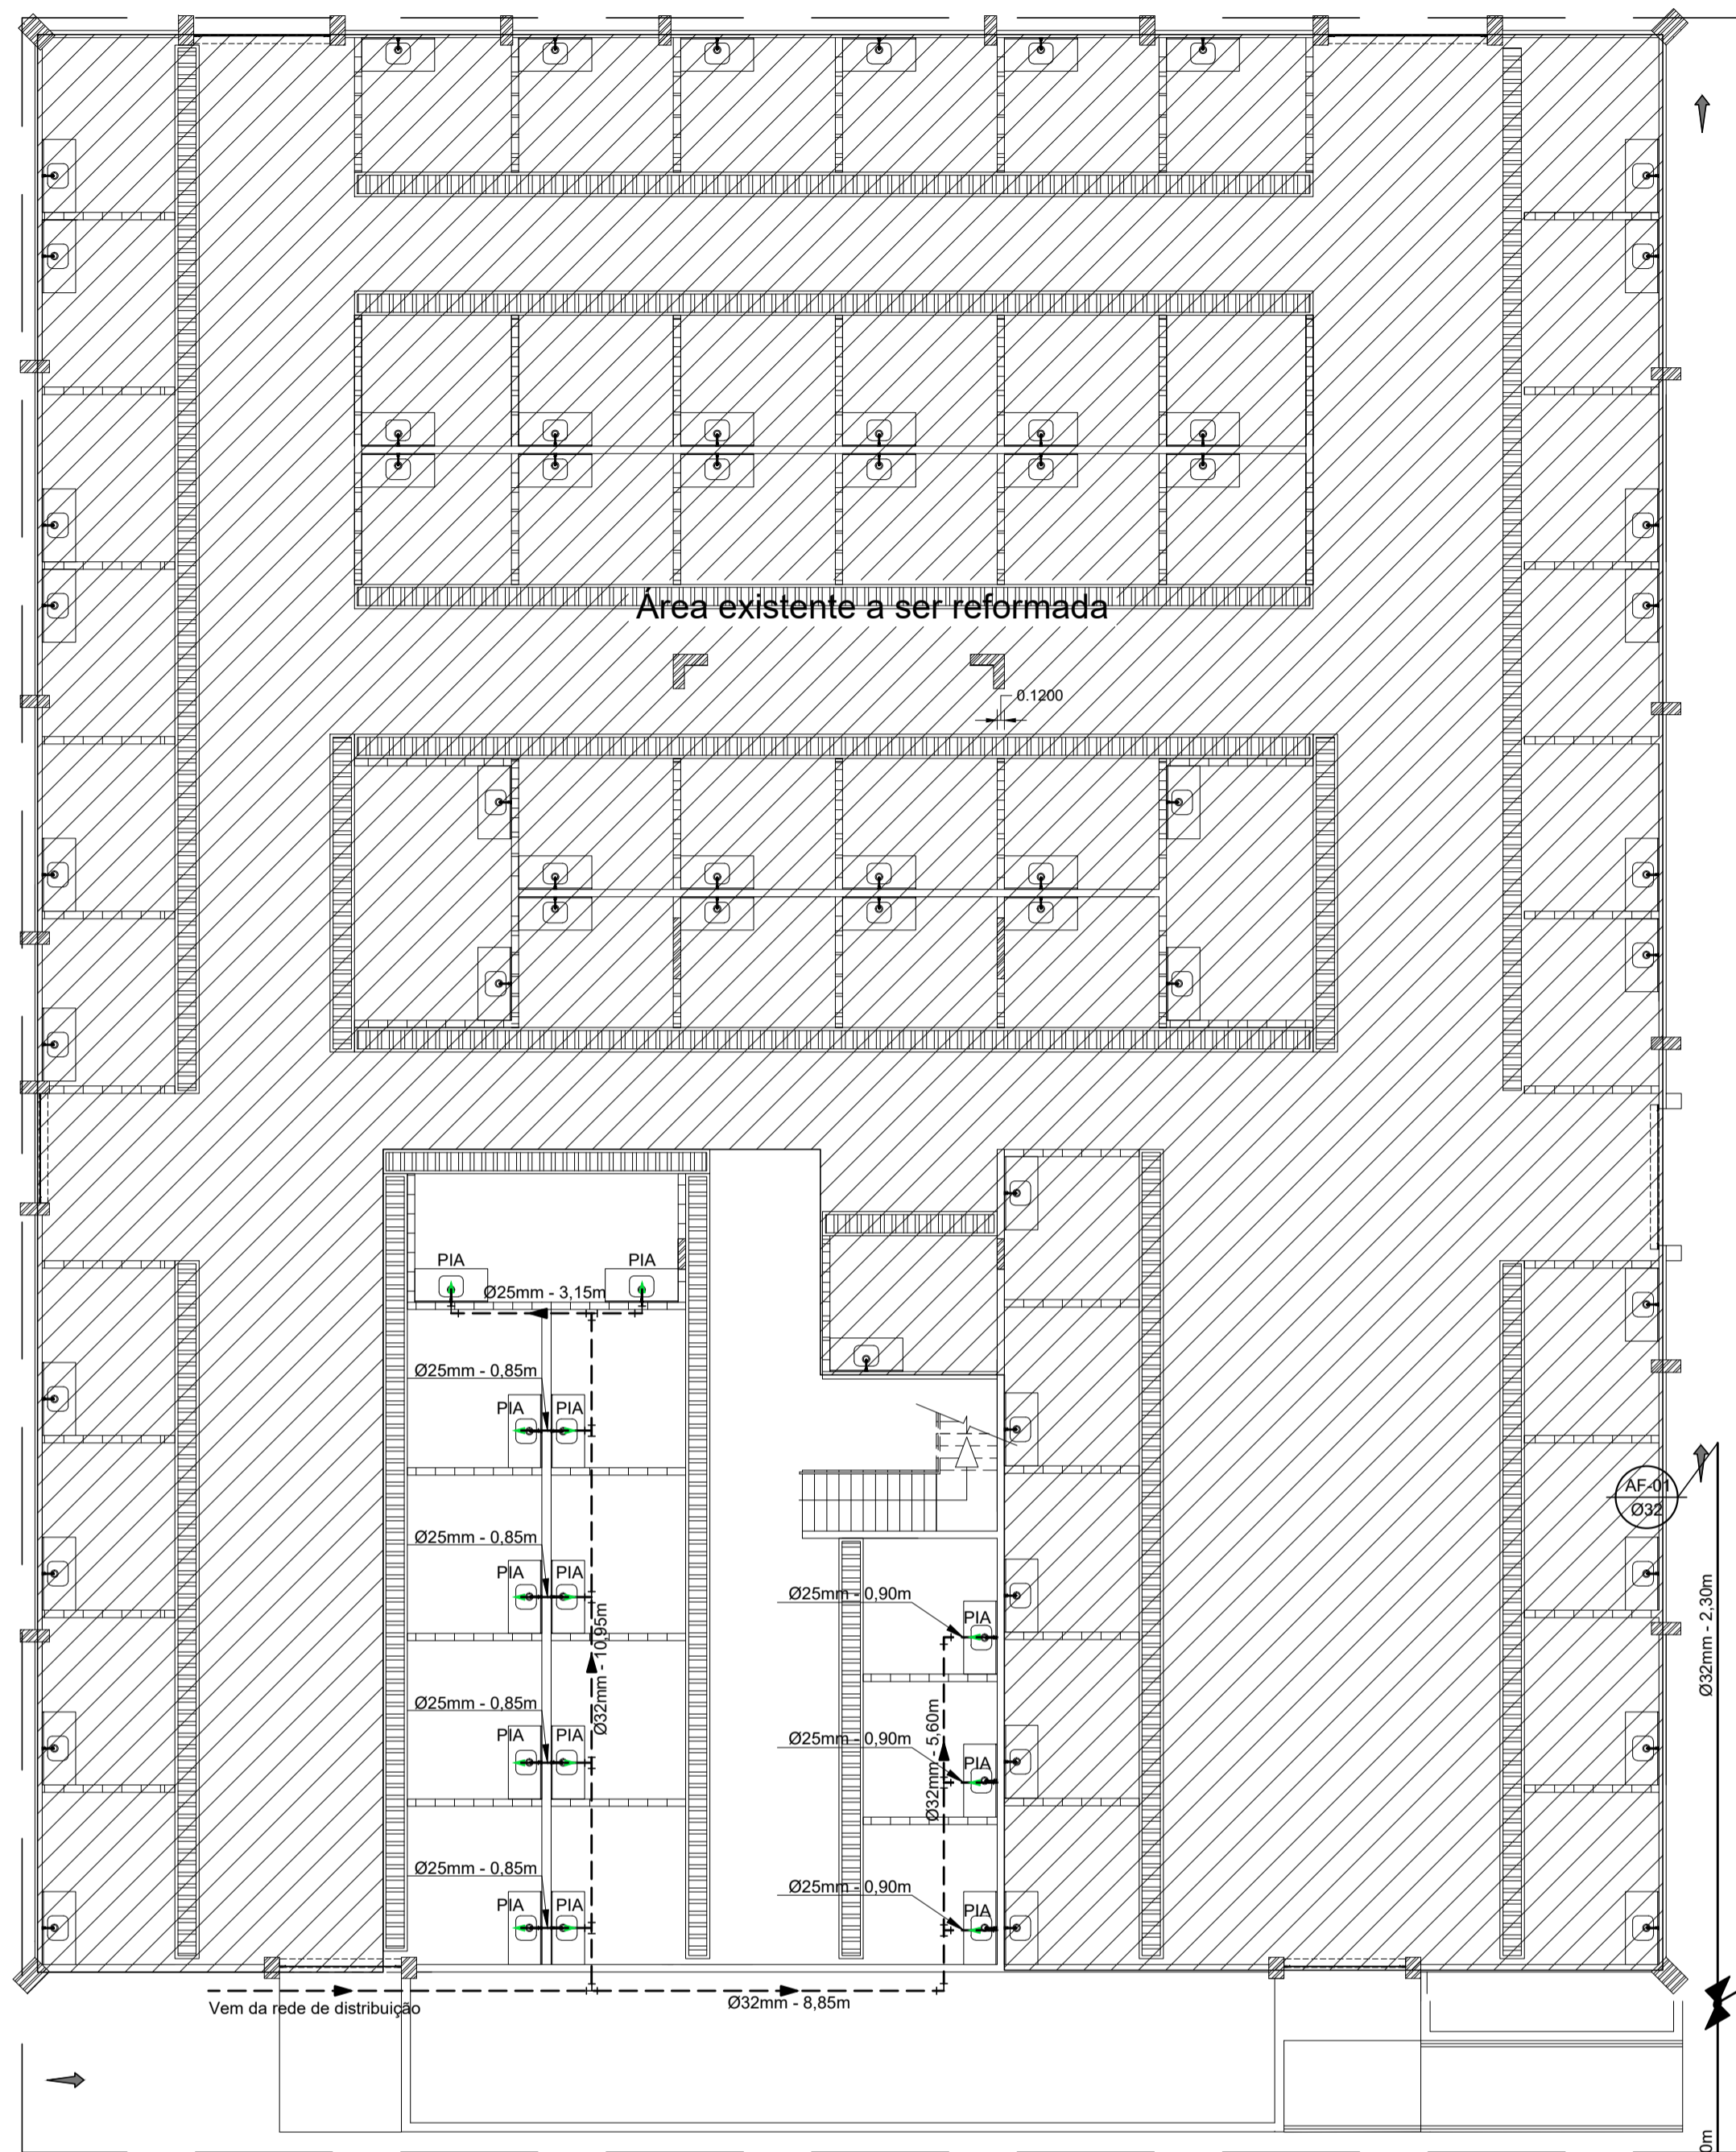 Área existente a ser reformada
0.1200
PIA
PIA
Ø25mm - 3,15m
Ø25mm - 0,85m
PIA
PIA
AF-01
Ø32
Ø25mm - 0,85m
PIA
PIA
Ø25mm - 0,90m
PIA
Ø32mm - 2,30m
Ø32mm - 10,95m
Ø25mm - 0,85m
PIA
PIA
Ø25mm - 0,90m
PIA
Ø32mm - 5,60m
Ø25mm - 0,85m
PIA
PIA
Ø25mm - 0,90m
PIA
Vem da rede de distribuição
Ø32mm - 8,85m